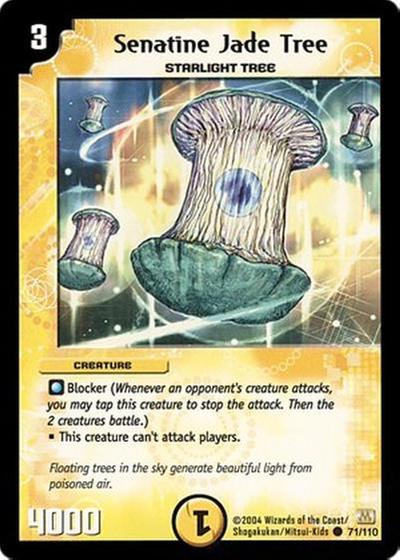 3
Senatine Jade Tree
STARLIGHT TREE
CREATURE
Blocker (Whenever an opponent's creature attacks,
you may tap this creature to stop the attack. Then the
2 creatures battle.)
▪ This creature can't attack players.
Floating trees in the sky generate beautiful light from
poisoned air.
4000
1
©2004 Wizards of the Coast/
Shogakukan/Mitsui-Kids ● 71/110